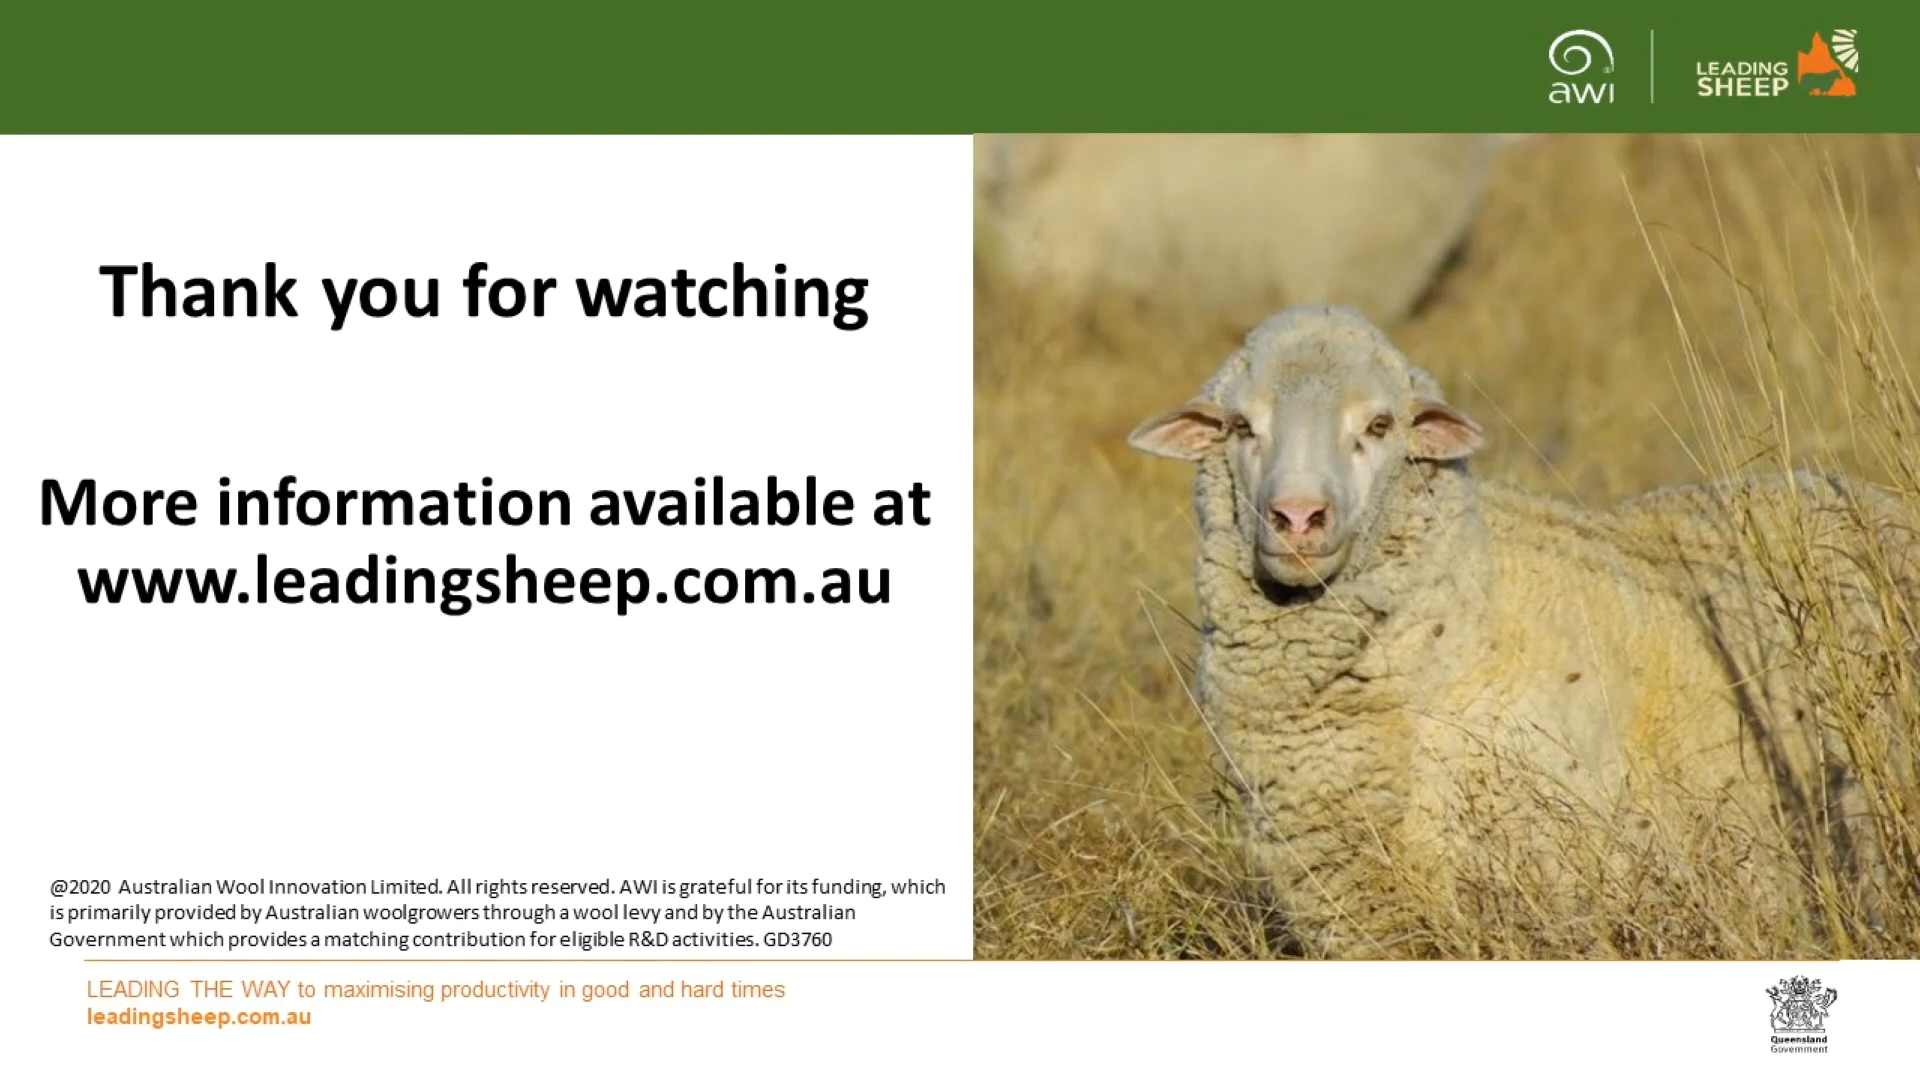 awi
LEADING
SHEEP
Thank you for watching
More information available at
www.leadingsheep.com.au
@2020 Australian Wool Innovation Limited. All rights reserved. AWI is grateful for its funding, which
is primarily provided by Australian woolgrowers through a wool levy and by the Australian
Government which provides a matching contribution for eligible R&D activities. GD3760
LEADING THE WAY to maximising productivity in good and hard times
leadingsheep.com.au
Queensland
Government